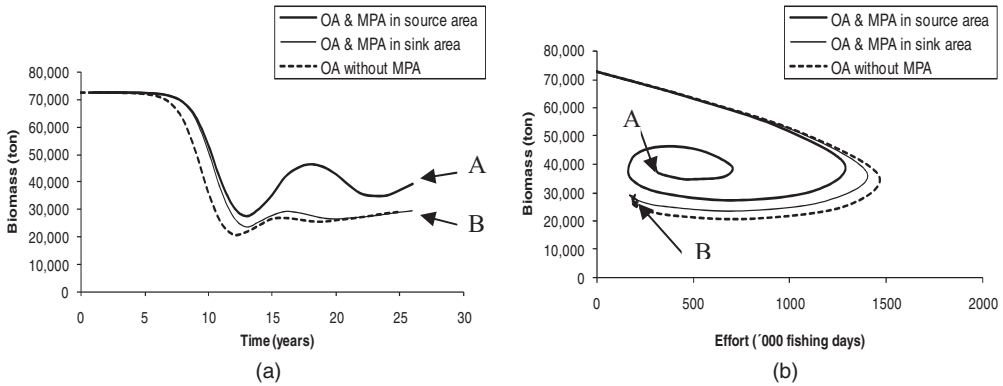 OA & MPA in source area
OA & MPA in sink area
OA without MPA
80,000
70,000
60,000
50,000
40,000
30,000
20,000
10,000
0
Biomass (ton)
A
B
0 5 10 15 20 25 30
Time (years)
(a)
OA & MPA in source area
OA & MPA in sink area
OA without MPA
80,000
70,000
60,000
50,000
40,000
30,000
20,000
10,000
0
Biomass (ton)
A
B
0 500 1000 1500 2000
Effort (´000 fishing days)
(b)